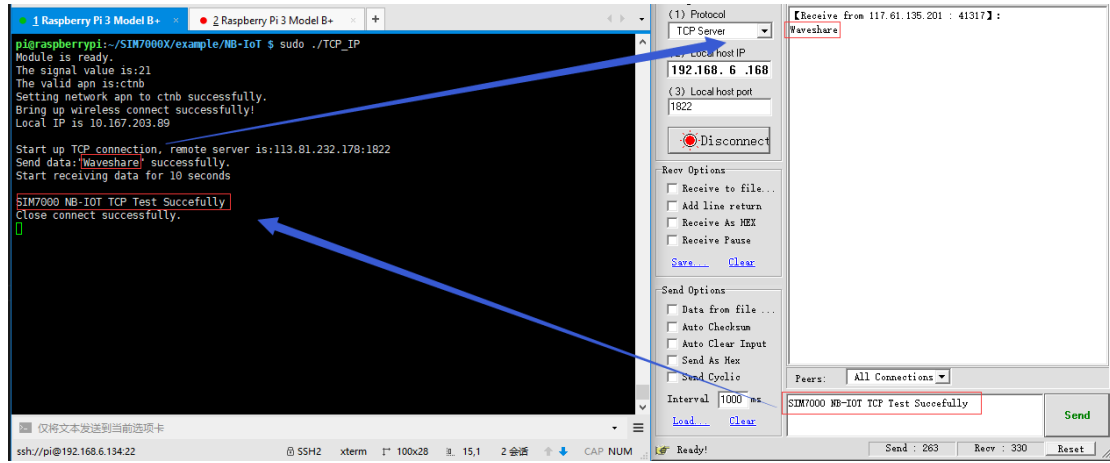 1 Raspberry Pi 3 Model B+ × 2 Raspberry Pi 3 Model B+ × +
pi@raspberrypi:~/SIM7000X/example/NB-IoT $ sudo ./TCP_IP
Module is ready.
The signal value is:21
The valid apn is:ctnb
Setting network apn to ctnb successfully.
Bring up wireless connect successfully!
Local IP is 10.167.203.89
Start up TCP connection, remote server is:113.81.232.178:1822
Send data:'Waveshare' successfully.
Start receiving data for 10 seconds
SIM7000 NB-IOT TCP Test Succefully
Close connect successfully.
仅将文本发送到当前选项卡
ssh://pi@192.168.6.134:22 SSH2 xterm 100x28 15,1 2 会话 CAP NUM
(1) Protocol
TCP Server
Local host IP
192.168. 6 .168
(3) Local host port
1822
Disconnect
Recv Options
Receive to file...
Add line return
Receive As HEX
Receive Pause
Save... Clear
Send Options
Data from file ...
Auto Checksum
Auto Clear Input
Send As Hex
Send Cyclic
Interval 1000 ms
Load... Clear
Ready!
【Receive from 117.61.135.201 : 41317】:
Waveshare
Peers: All Connections
SIM7000 NB-IOT TCP Test Succefully
Send
Send : 263 Recv : 330 Reset